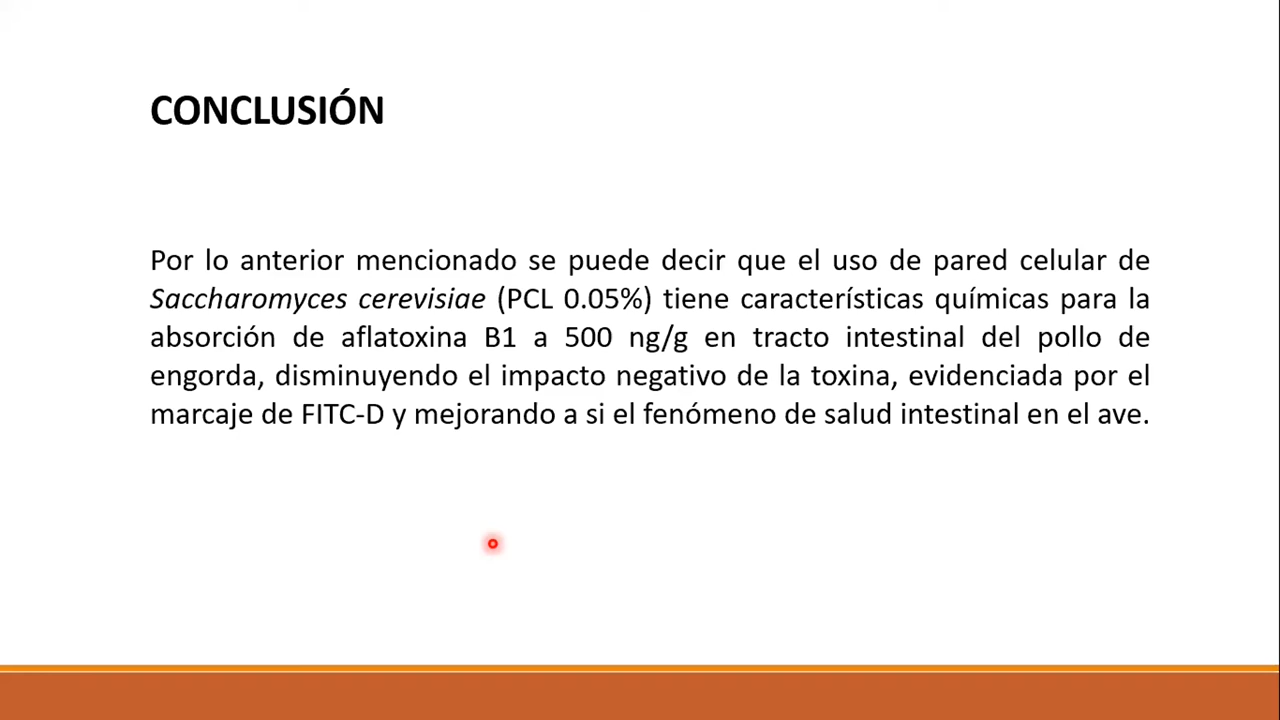 CONCLUSIÓN
Por lo anterior mencionado se puede decir que el uso de pared celular de
Saccharomyces cerevisiae (PCL 0.05%) tiene características químicas para la
absorción de aflatoxina B1 a 500 ng/g en tracto intestinal del pollo de
engorda, disminuyendo el impacto negativo de la toxina, evidenciada por el
marcaje de FITC-D y mejorando a si el fenómeno de salud intestinal en el ave.